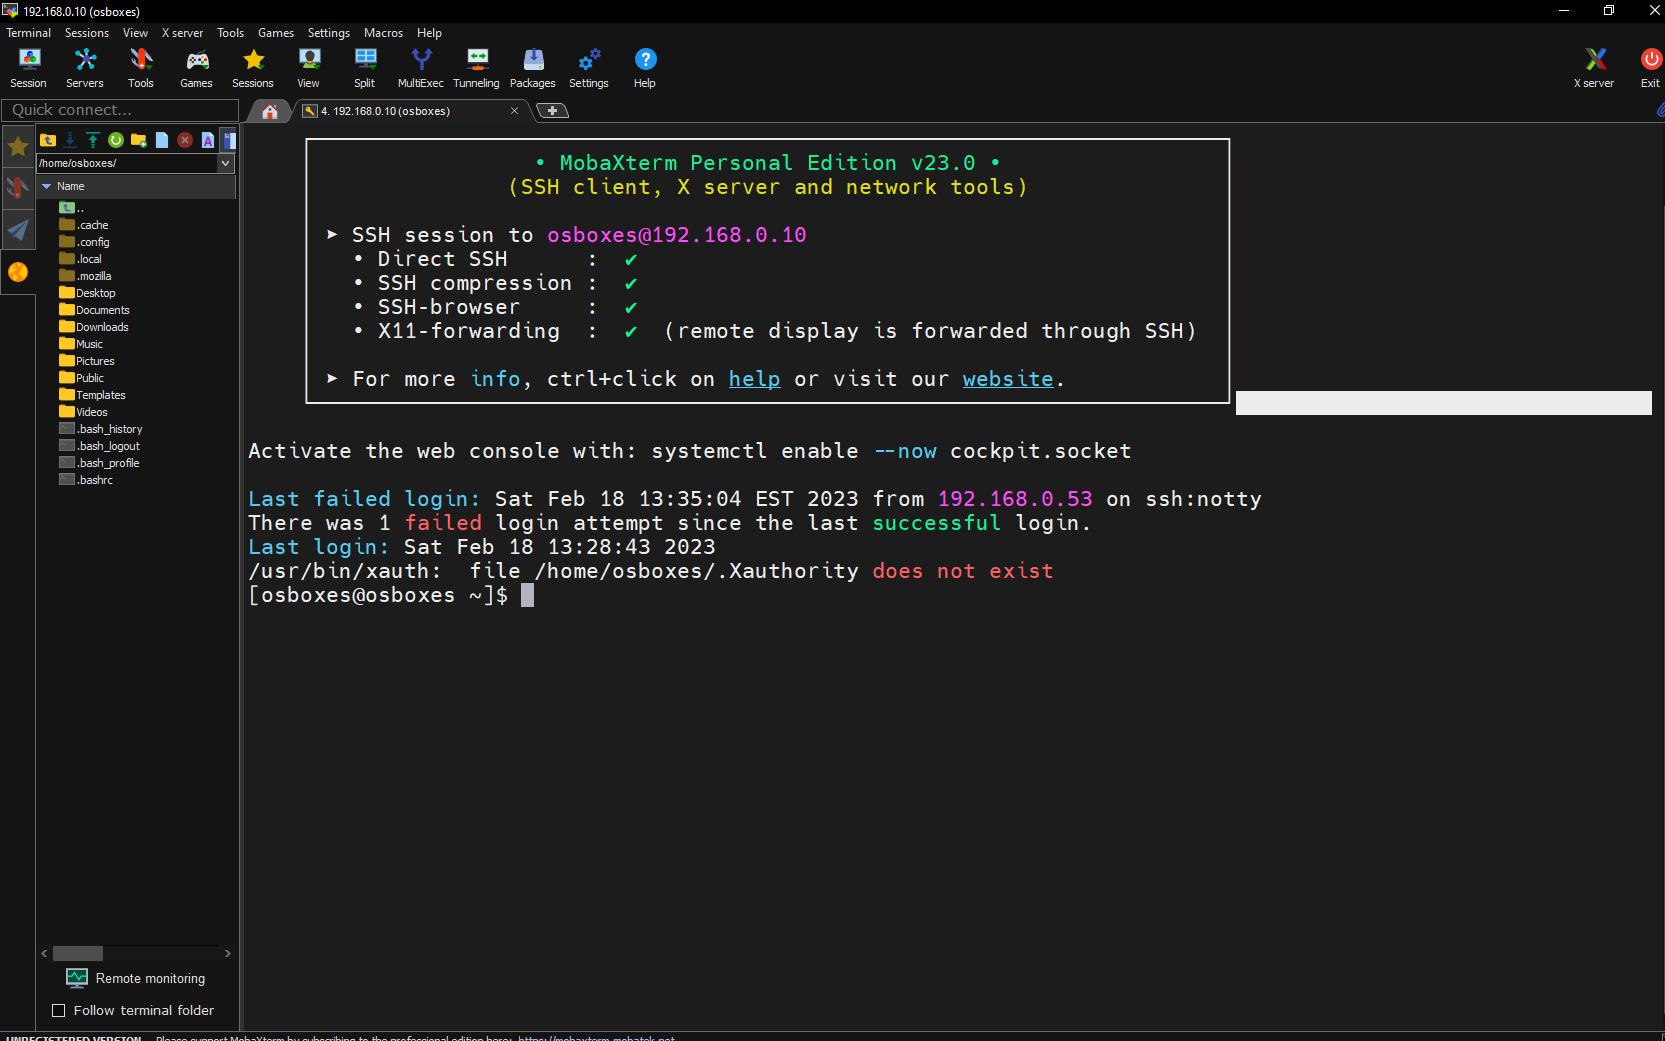 192.168.0.10 (osboxes)
Terminal Sessions View X server Tools Games Settings Macros Help
Session Servers Tools Games Sessions View Split MultiExec Tunneling Packages Settings Help X server Exit
Quick connect...
4. 192.168.0.10 (osboxes)
/home/osboxes/
Name
..
.cache
.config
.local
.mozilla
Desktop
Documents
Downloads
Music
Pictures
Public
Templates
Videos
.bash_history
.bash_logout
.bash_profile
.bashrc
Remote monitoring
Follow terminal folder
• MobaXterm Personal Edition v23.0 •
(SSH client, X server and network tools)
➤ SSH session to osboxes@192.168.0.10
• Direct SSH : ✔
• SSH compression : ✔
• SSH-browser : ✔
• X11-forwarding : ✔ (remote display is forwarded through SSH)
➤ For more info, ctrl+click on help or visit our website.
Activate the web console with: systemctl enable --now cockpit.socket
Last failed login: Sat Feb 18 13:35:04 EST 2023 from 192.168.0.53 on ssh:notty
There was 1 failed login attempt since the last successful login.
Last login: Sat Feb 18 13:28:43 2023
/usr/bin/xauth:  file /home/osboxes/.Xauthority does not exist
[osboxes@osboxes ~]$
UNREGISTERED VERSION - Please support MobaXterm by subscribing to the professional edition here: https://mobaxterm.mobatek.net